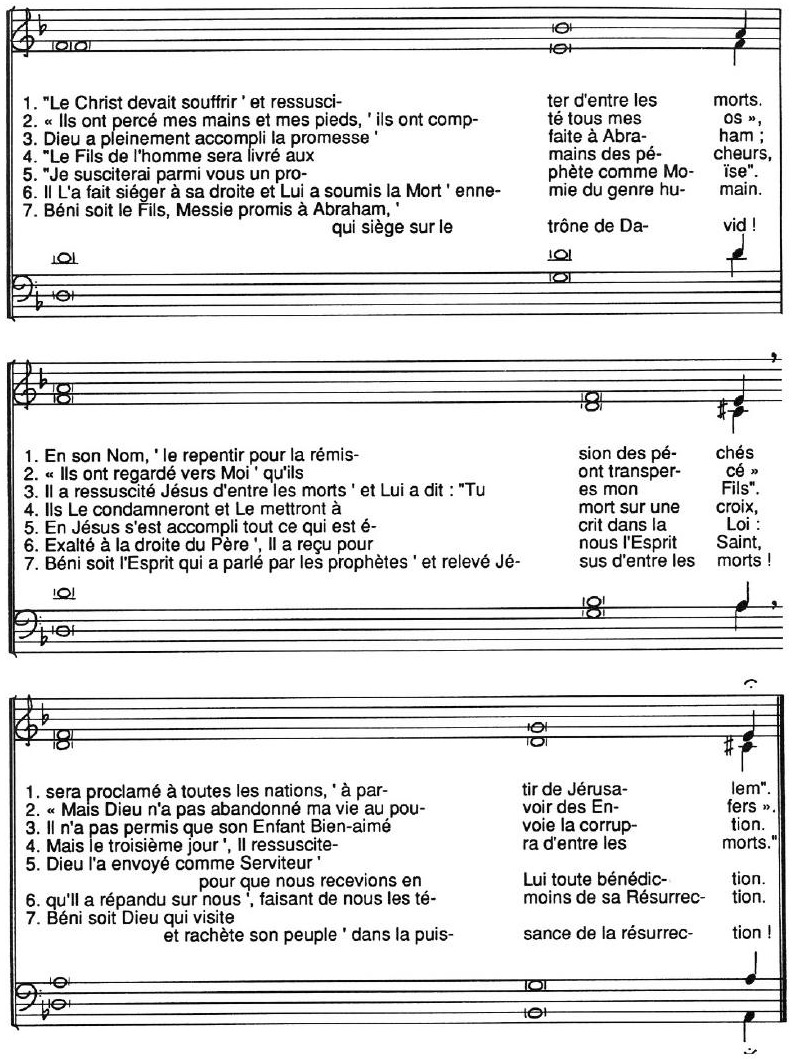 1. "Le Christ devait souffrir ' et ressusci- ter d'entre les morts.
2. « Ils ont percé mes mains et mes pieds, ' ils ont comp- té tous mes os »,
3. Dieu a pleinement accompli la promesse ' faite à Abra- ham ;
4. "Le Fils de l'homme sera livré aux mains des pé- cheurs,
5. "Je susciterai parmi vous un pro- phète comme Mo- ïse".
6. Il L'a fait siéger à sa droite et Lui a soumis la Mort ' enne- mie du genre hu- main.
7. Béni soit le Fils, Messie promis à Abraham, '
qui siège sur le trône de Da- vid !
1. En son Nom, ' le repentir pour la rémis- sion des pé- chés
2. « Ils ont regardé vers Moi ' qu'ils ont transper- cé »
3. Il a ressuscité Jésus d'entre les morts ' et Lui a dit : "Tu es mon Fils".
4. Ils Le condamneront et Le mettront à mort sur une croix,
5. En Jésus s'est accompli tout ce qui est é- crit dans la Loi :
6. Exalté à la droite du Père ', Il a reçu pour nous l'Esprit Saint,
7. Béni soit l'Esprit qui a parlé par les prophètes ' et relevé Jé- sus d'entre les morts !
1. sera proclamé à toutes les nations, ' à par- tir de Jérusa- lem".
2. « Mais Dieu n'a pas abandonné ma vie au pou- voir des En- fers ».
3. Il n'a pas permis que son Enfant Bien-aimé voie la corrup- tion.
4. Mais le troisième jour ', Il ressuscite- ra d'entre les morts."
5. Dieu l'a envoyé comme Serviteur '
pour que nous recevions en Lui toute bénédic- tion.
6. qu'Il a répandu sur nous ', faisant de nous les té- moins de sa Résurrec- tion.
7. Béni soit Dieu qui visite
et rachète son peuple ' dans la puis- sance de la résurrec- tion !